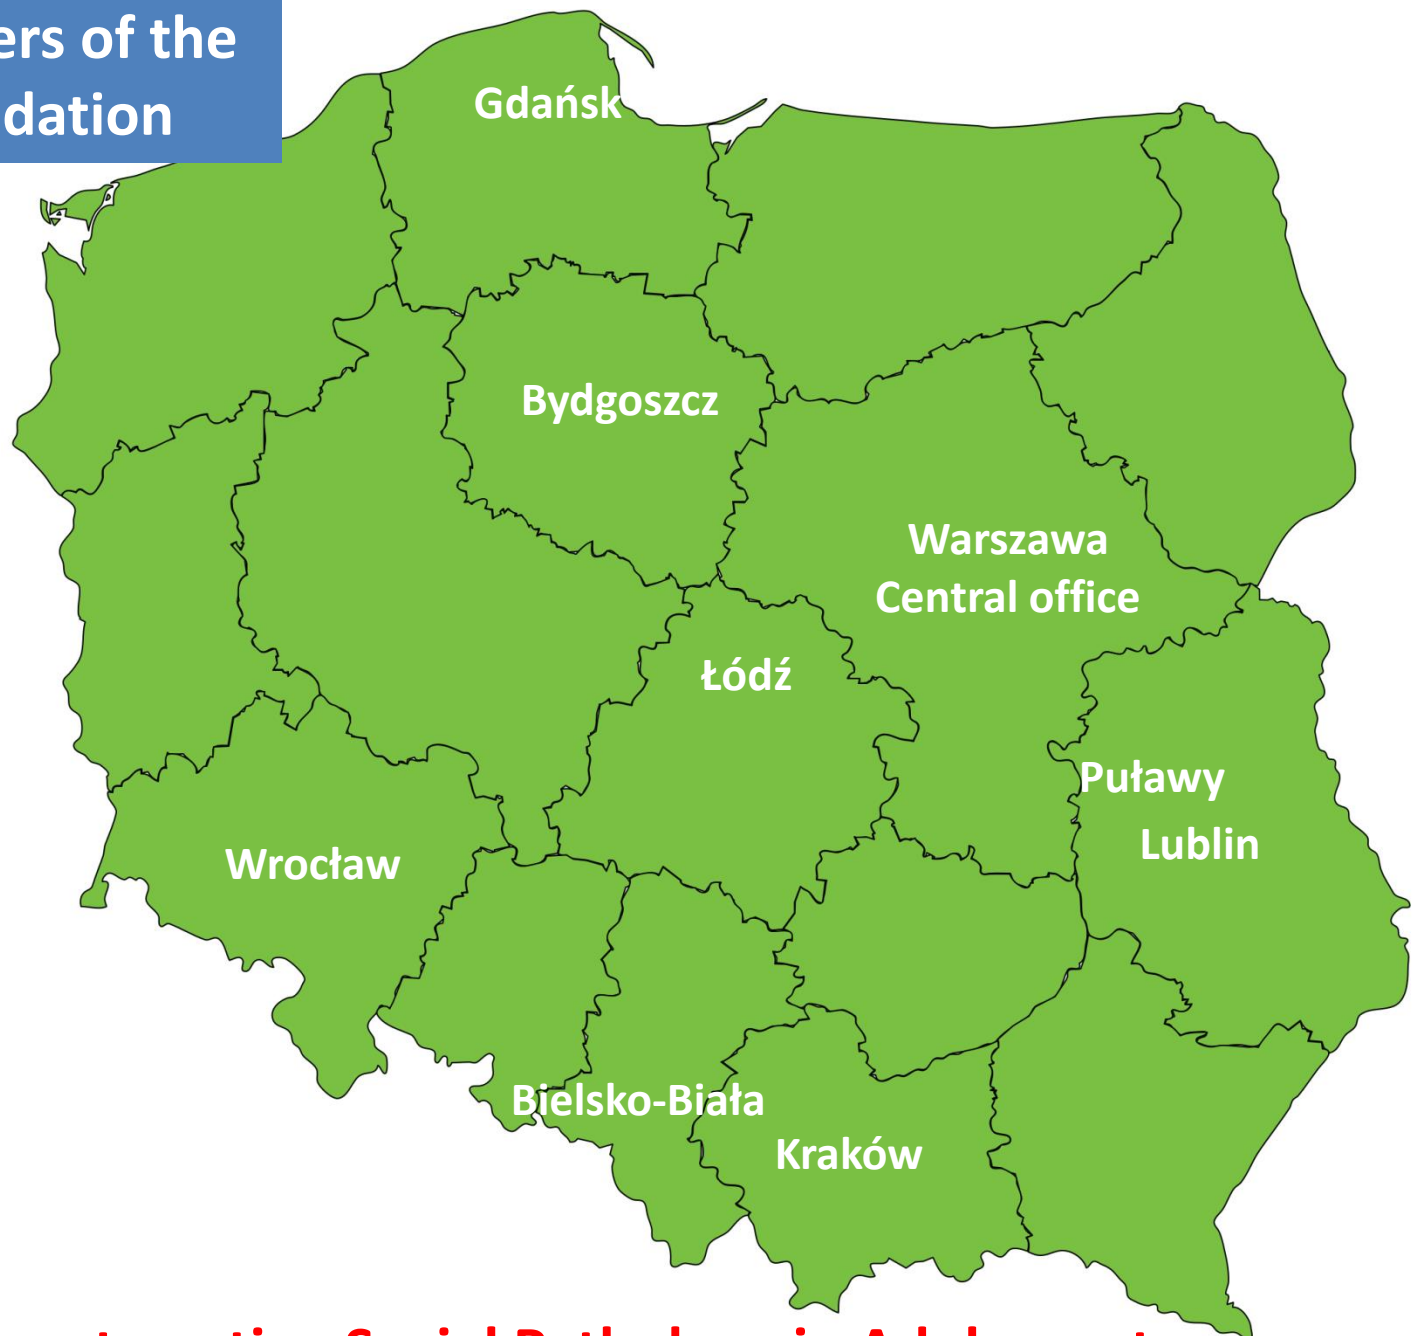 ers of the
dation
Gdańsk
Bydgoszcz
Warszawa
Central office
Łódź
Puławy
Lublin
Wrocław
Bielsko-Biała
Kraków